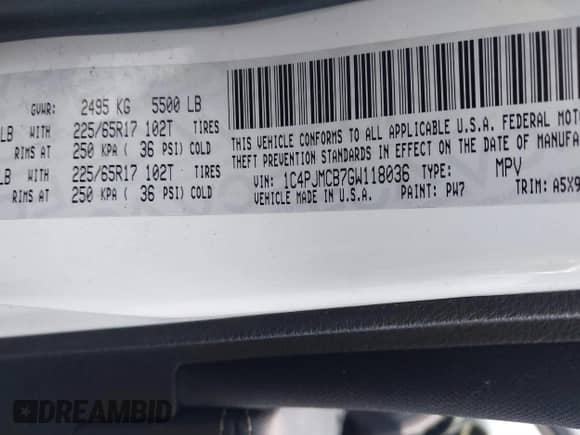 GVWR: 2495 KG 5500 LB
LB WITH 225/65R17 102T TIRES
RIMS AT 250 KPA ( 36 PSI) COLD
LB WITH 225/65R17 102T TIRES
RIMS AT 250 KPA ( 36 PSI) COLD
THIS VEHICLE CONFORMS TO ALL APPLICABLE U.S.A. FEDERAL MOT
THEFT PREVENTION STANDARDS IN EFFECT ON THE DATE OF MANUFA
VIN: 1C4PJMCB7GW118036 TYPE: MPV
VEHICLE MADE IN U.S.A. PAINT: PW7 TRIM: A5X9
DREAMBID